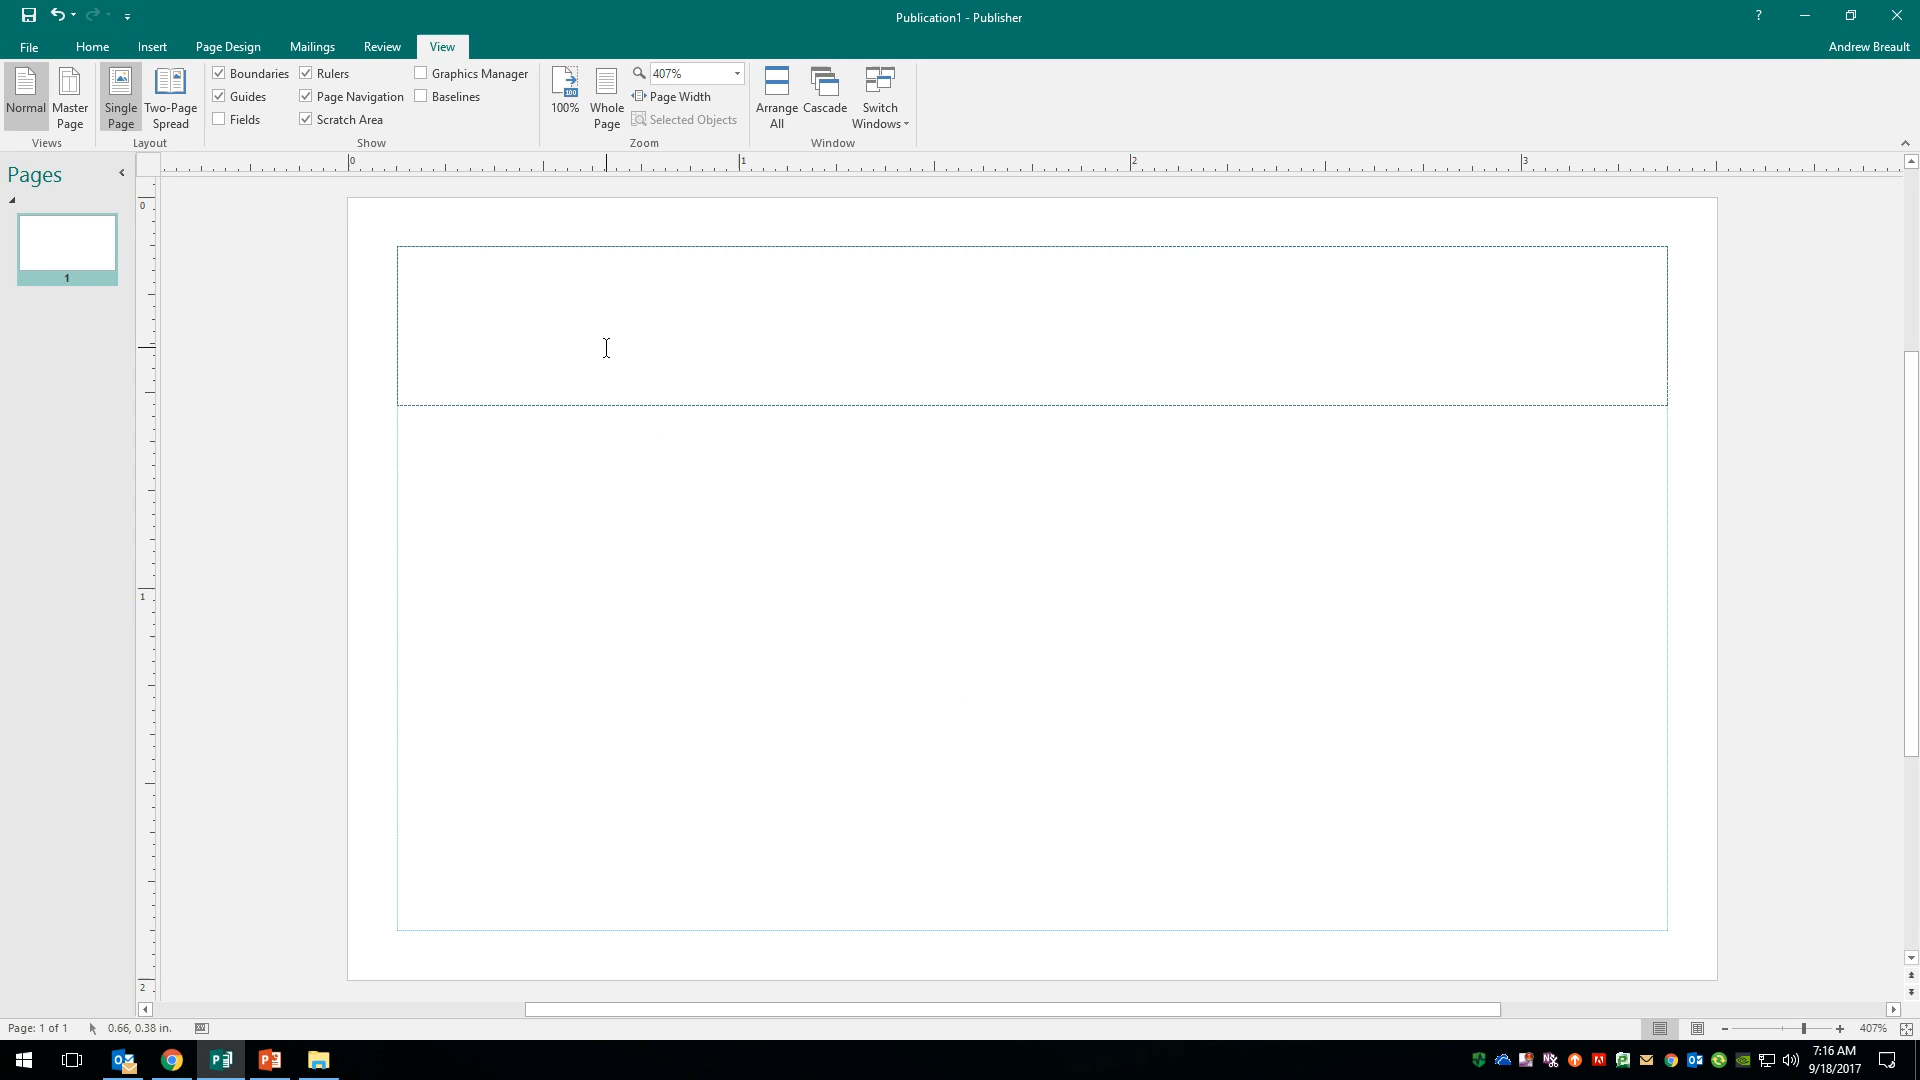 Publication1 - Publisher
?
File Home Insert Page Design Mailings Review View
Andrew Breault
Normal
Master Page
Single Page
Two-Page Spread
Boundaries
Guides
Fields
Rulers
Page Navigation
Scratch Area
Graphics Manager
Baselines
100%
Whole Page
407%
Page Width
Selected Objects
Arrange All
Cascade
Switch Windows
Views Layout Show Zoom Window
Pages
0 1 2 3
0
1
1
2
Page: 1 of 1 0.66, 0.38 in. 407%
7:16 AM
9/18/2017